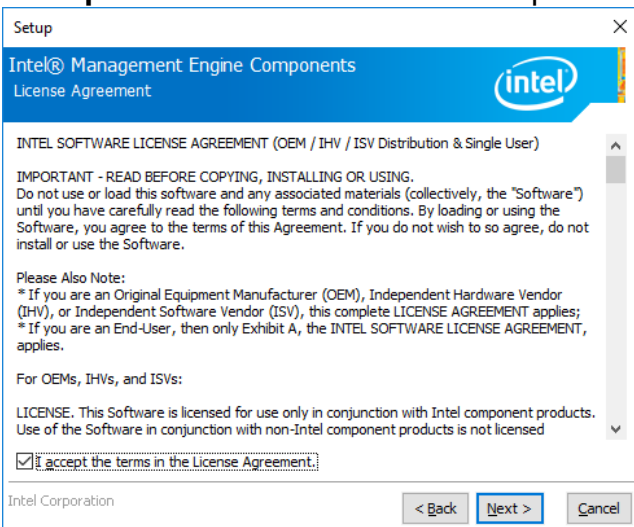 Setup
Intel® Management Engine Components
License Agreement
intel
INTEL SOFTWARE LICENSE AGREEMENT (OEM / IHV / ISV Distribution & Single User)
IMPORTANT - READ BEFORE COPYING, INSTALLING OR USING.
Do not use or load this software and any associated materials (collectively, the "Software")
until you have carefully read the following terms and conditions. By loading or using the
Software, you agree to the terms of this Agreement. If you do not wish to so agree, do not
install or use the Software.
Please Also Note:
* If you are an Original Equipment Manufacturer (OEM), Independent Hardware Vendor
(IHV), or Independent Software Vendor (ISV), this complete LICENSE AGREEMENT applies;
* If you are an End-User, then only Exhibit A, the INTEL SOFTWARE LICENSE AGREEMENT,
applies.
For OEMs, IHVs, and ISVs:
LICENSE. This Software is licensed for use only in conjunction with Intel component products.
Use of the Software in conjunction with non-Intel component products is not licensed
I accept the terms in the License Agreement.
Intel Corporation
< Back Next > Cancel